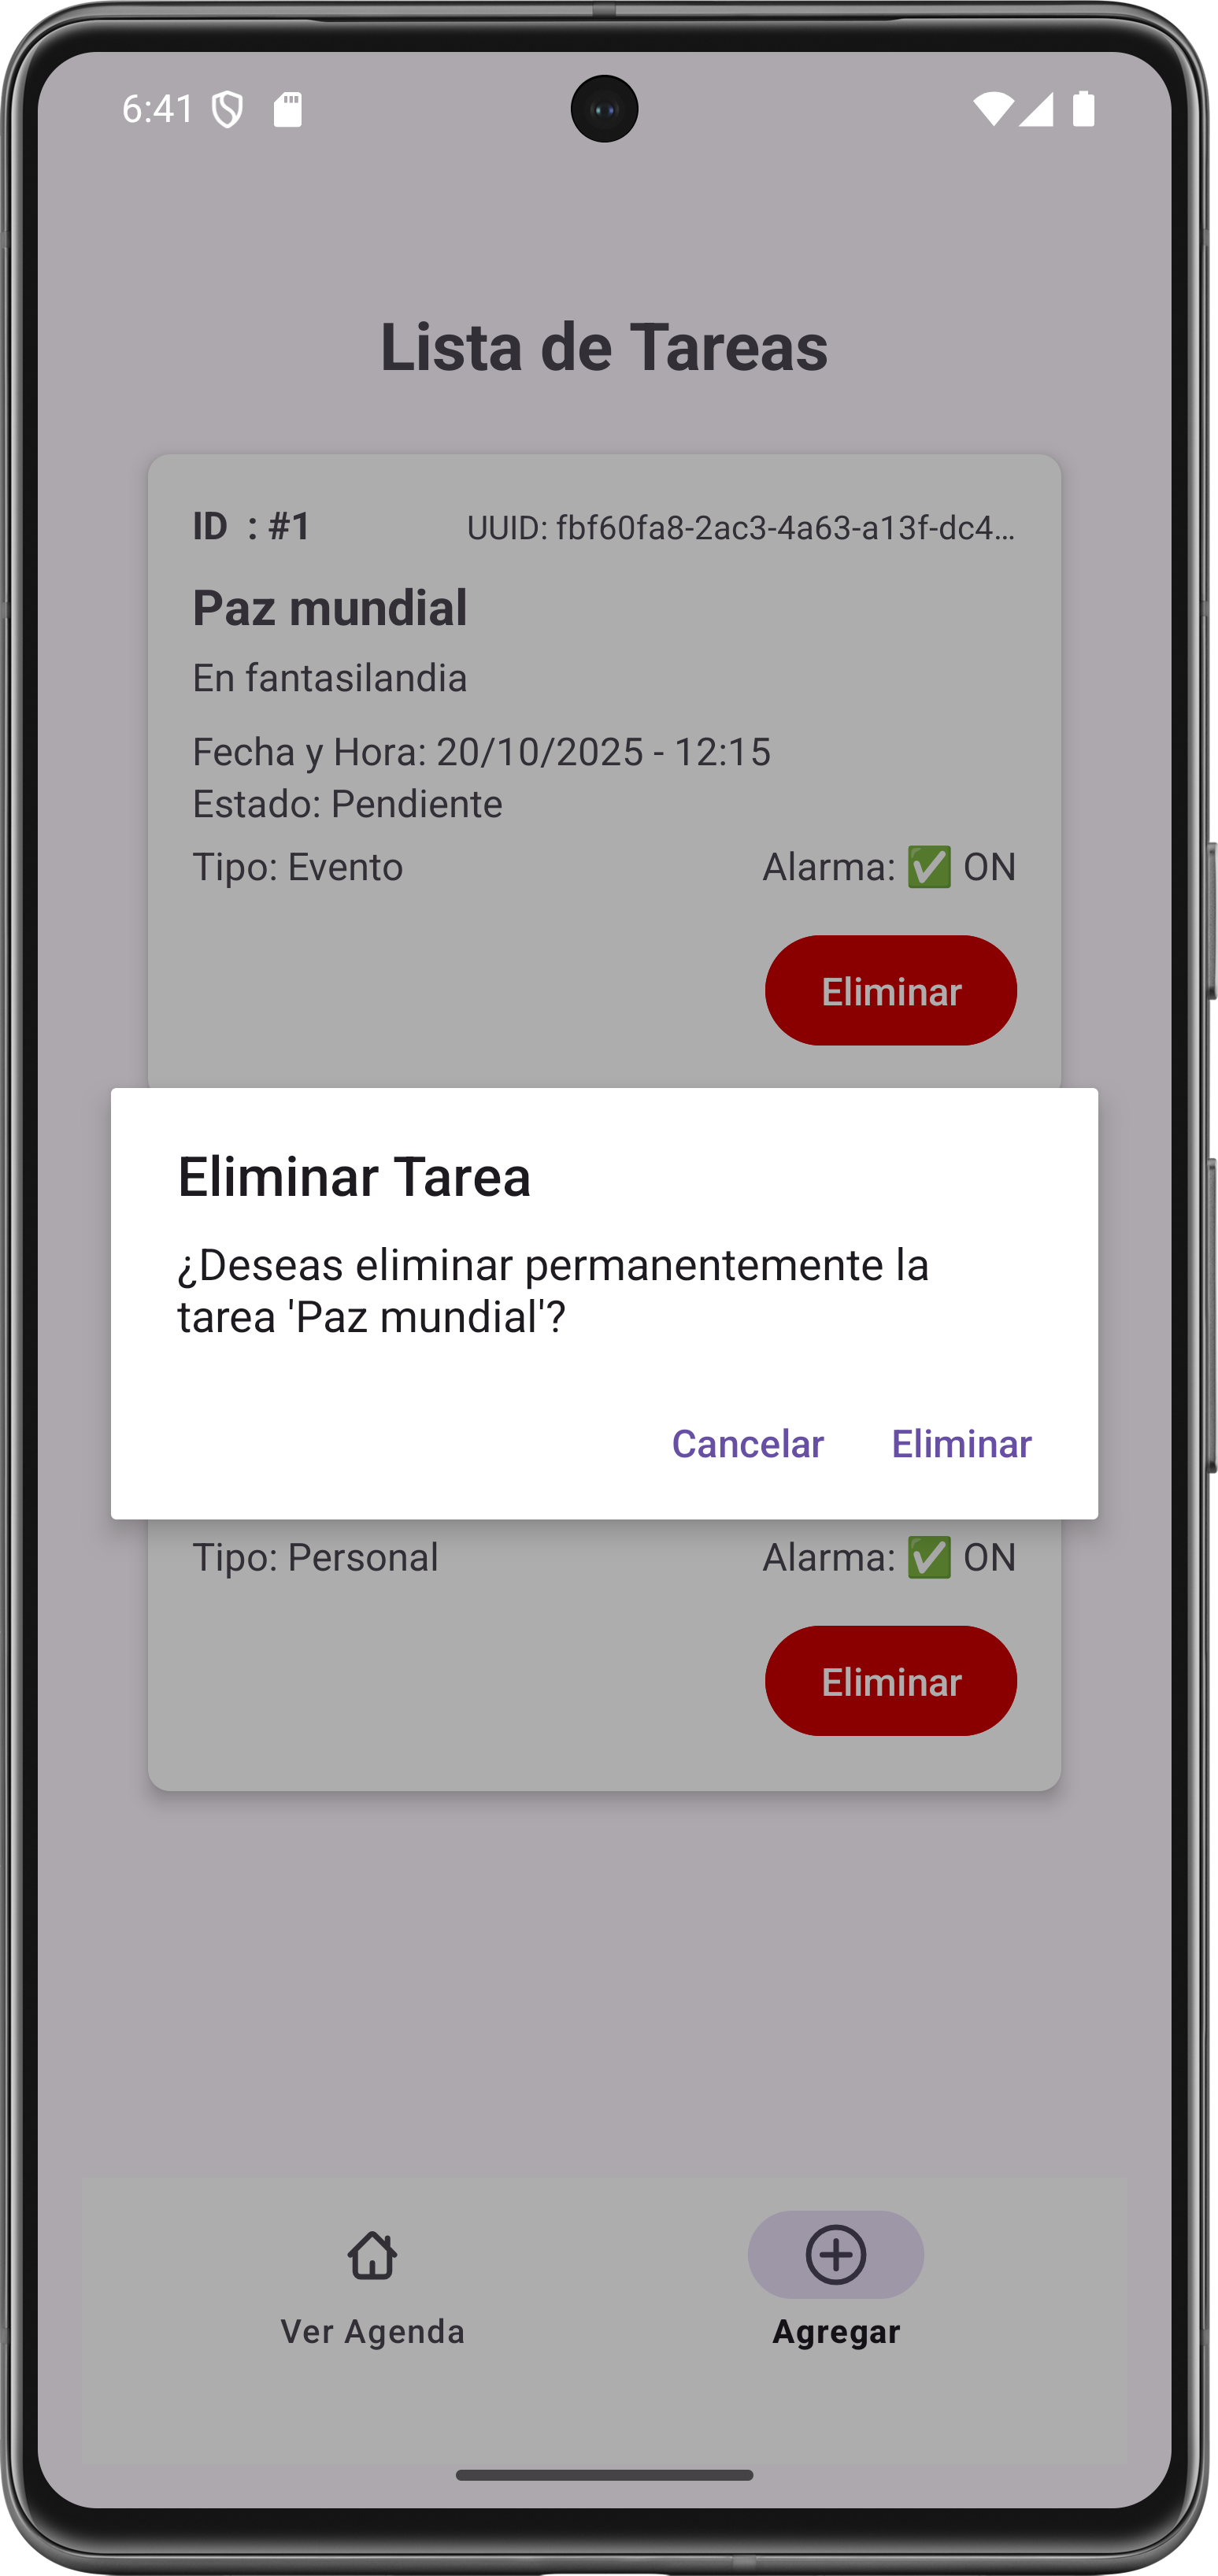 6:41
Lista de Tareas
ID : #1 UUID: fbf60fa8-2ac3-4a63-a13f-dc4...
Paz mundial
En fantasilandia
Fecha y Hora: 20/10/2025 - 12:15
Estado: Pendiente
Tipo: Evento Alarma: ✅ ON
Eliminar
Eliminar Tarea
¿Deseas eliminar permanentemente la
tarea 'Paz mundial'?
Cancelar Eliminar
Tipo: Personal Alarma: ✅ ON
Eliminar
Ver Agenda Agregar